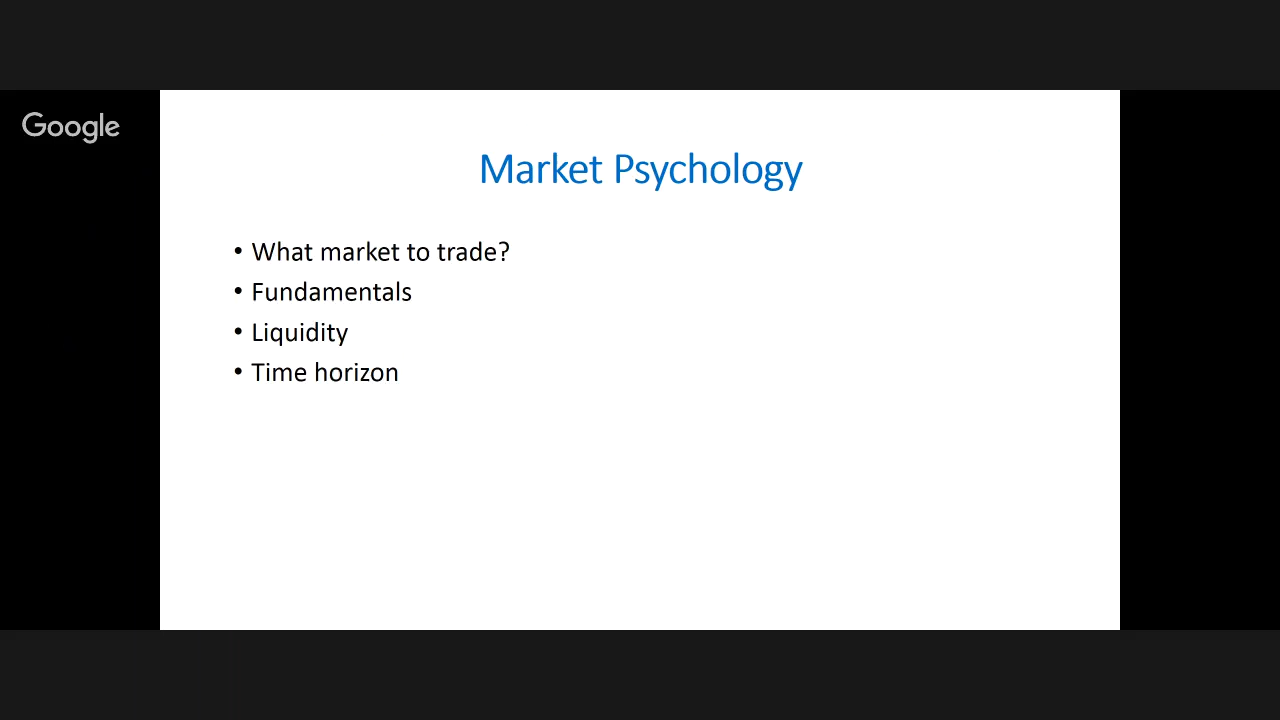 Google
Market Psychology
• What market to trade?
• Fundamentals
• Liquidity
• Time horizon